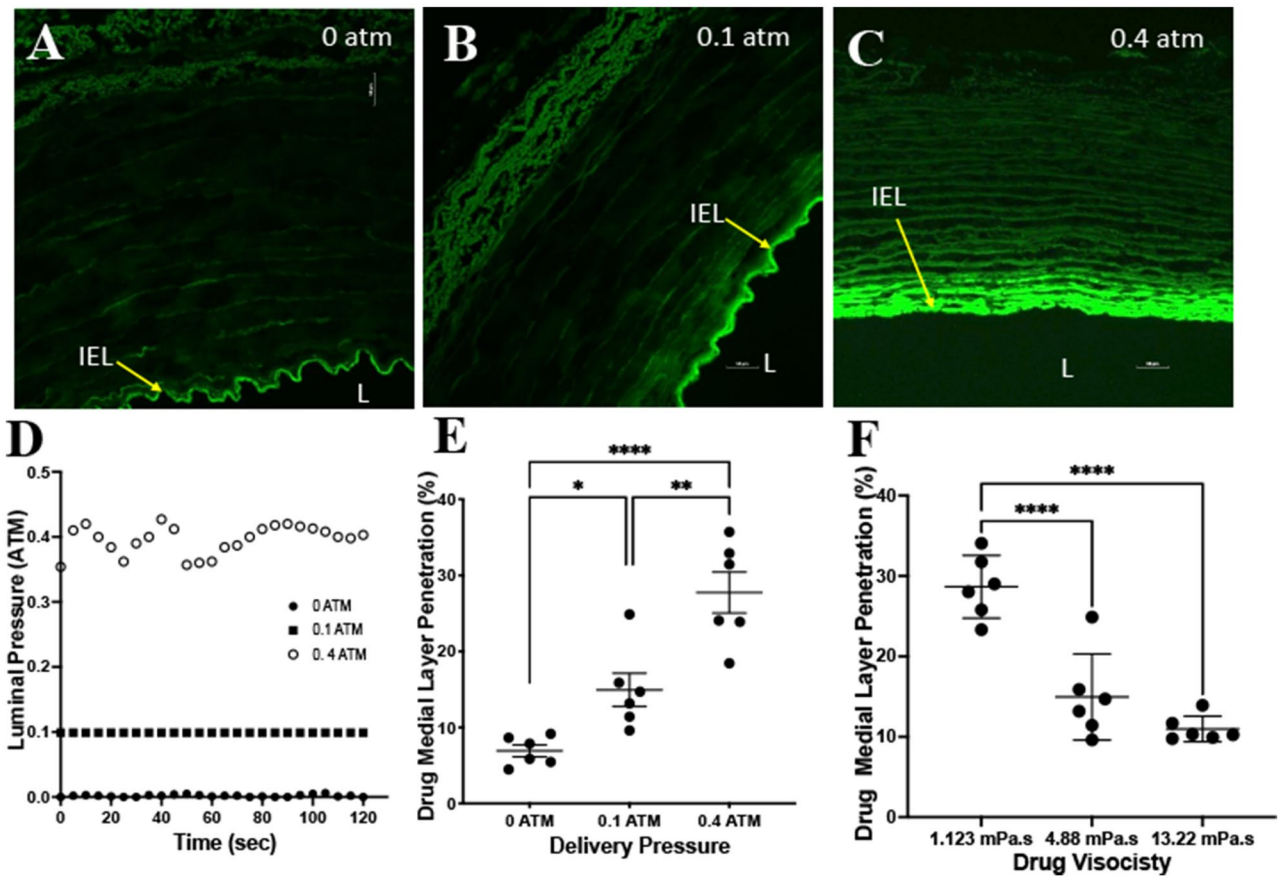 A
0 atm
IEL
L
B
0.1 atm
IEL
L
C
0.4 atm
IEL
L
D
Luminal Pressure (ATM)
0.5
0.4
0.3
0.2
0.1
0.0
0 ATM
0.1 ATM
0. 4 ATM
0 20 40 60 80 100 120
Time (sec)
E
Drug Medial Layer Penetration (%)
****
* **
40
30
20
10
0
0 ATM 0.1 ATM 0.4 ATM
Delivery Pressure
F
Drug Medial Layer Penetration (%)
****
****
40
30
20
10
0
1.123 mPa.s 4.88 mPa.s 13.22 mPa.s
Drug Visocisty